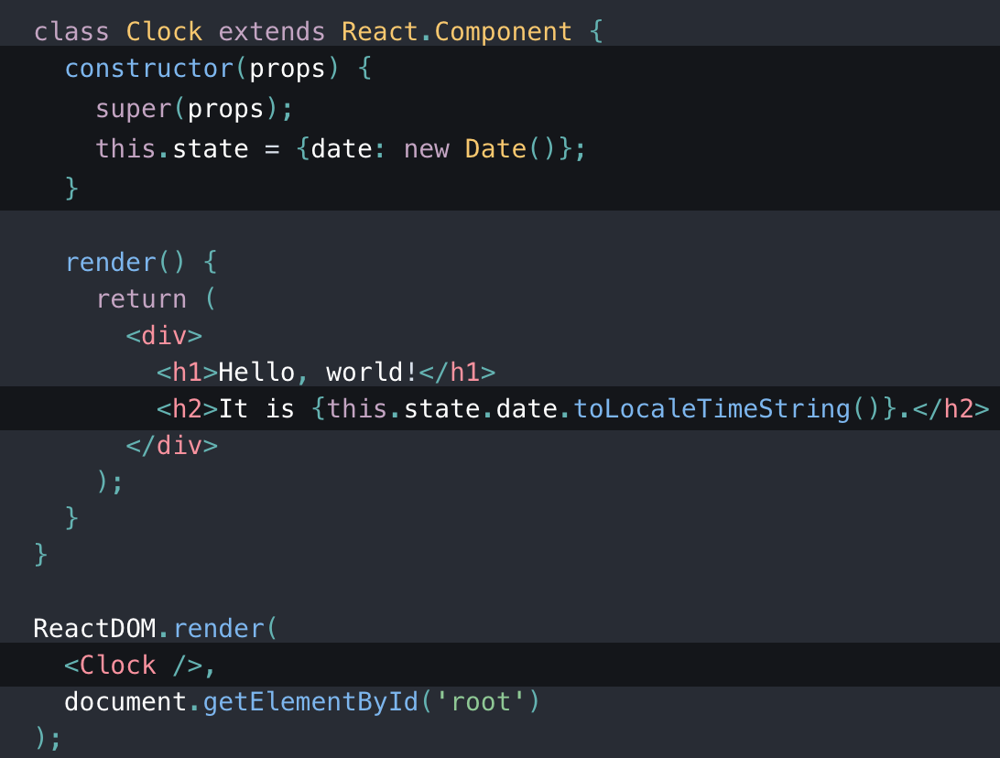 class Clock extends React.Component {
  constructor(props) {
    super(props);
    this.state = {date: new Date()};
  }

  render() {
    return (
      <div>
        <h1>Hello, world!</h1>
        <h2>It is {this.state.date.toLocaleTimeString()}.</h2>
      </div>
    );
  }
}

ReactDOM.render(
  <Clock />,
  document.getElementById('root')
);